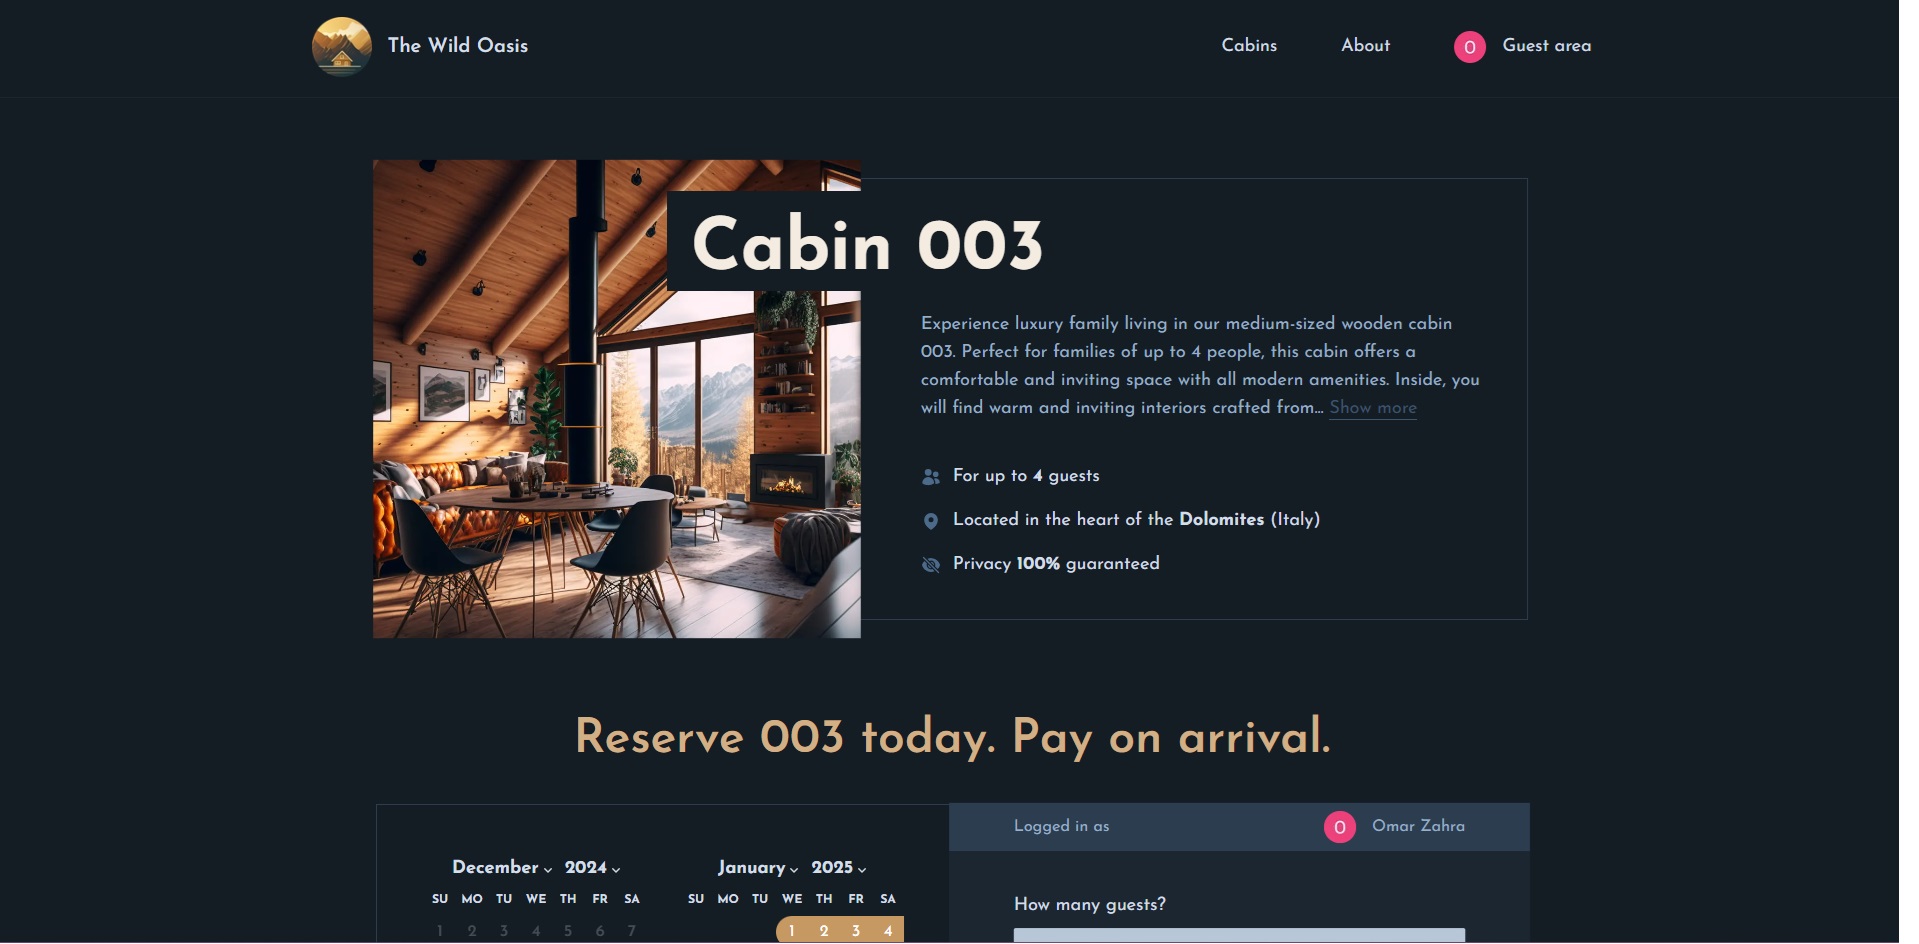 The Wild Oasis
Cabins
About
O
Guest area
Cabin 003
Experience luxury family living in our medium-sized wooden cabin
003. Perfect for families of up to 4 people, this cabin offers a
comfortable and inviting space with all modern amenities. Inside, you
will find warm and inviting interiors crafted from... Show more
For up to 4 guests
Located in the heart of the Dolomites (Italy)
Privacy 100% guaranteed
Reserve 003 today. Pay on arrival.
Logged in as
O
Omar Zahra
December 2024
January 2025
SU MO TU WE TH FR SA
SU MO TU WE TH FR SA
1 2 3 4 5 6 7
1 2 3 4
How many guests?